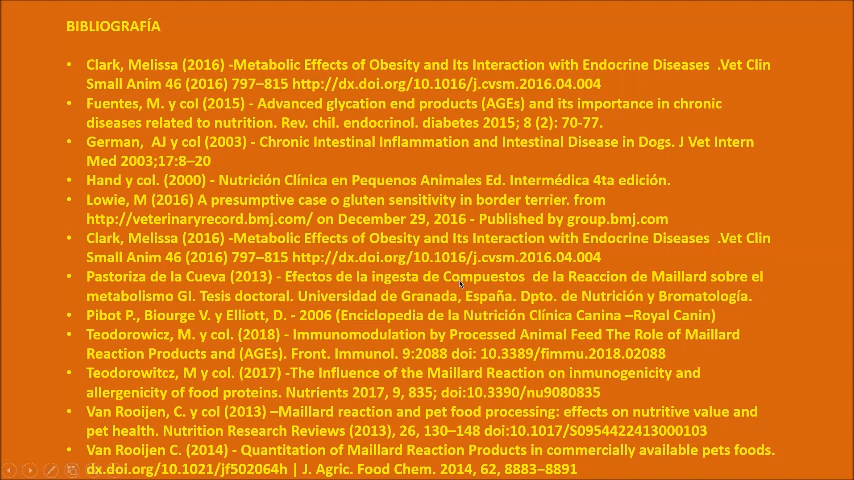 BIBLIOGRAFÍA
• Clark, Melissa (2016) -Metabolic Effects of Obesity and Its Interaction with Endocrine Diseases .Vet Clin
Small Anim 46 (2016) 797–815 http://dx.doi.org/10.1016/j.cvsm.2016.04.004
• Fuentes, M. y col (2015) - Advanced glycation end products (AGEs) and its importance in chronic
diseases related to nutrition. Rev. chil. endocrinol. diabetes 2015; 8 (2): 70-77.
• German, AJ y col (2003) - Chronic Intestinal Inflammation and Intestinal Disease in Dogs. J Vet Intern
Med 2003;17:8–20
• Hand y col. (2000) - Nutrición Clínica en Pequenos Animales Ed. Intermédica 4ta edición.
• Lowie, M (2016) A presumptive case o gluten sensitivity in border terrier. from
http://veterinaryrecord.bmj.com/ on December 29, 2016 - Published by group.bmj.com
• Clark, Melissa (2016) -Metabolic Effects of Obesity and Its Interaction with Endocrine Diseases .Vet Clin
Small Anim 46 (2016) 797–815 http://dx.doi.org/10.1016/j.cvsm.2016.04.004
• Pastoriza de la Cueva (2013) - Efectos de la ingesta de Compuestos de la Reaccion de Maillard sobre el
metabolismo GI. Tesis doctoral. Universidad de Granada, España. Dpto. de Nutrición y Bromatología.
• Pibot P., Biourge V. y Elliott, D. - 2006 (Enciclopedia de la Nutrición Clínica Canina –Royal Canin)
• Teodorowicz, M. y col. (2018) - Immunomodulation by Processed Animal Feed The Role of Maillard
Reaction Products and (AGEs). Front. Immunol. 9:2088 doi: 10.3389/fimmu.2018.02088
• Teodorowitcz, M y col. (2017) -The Influence of the Maillard Reaction on inmunogenicity and
allergenicity of food proteins. Nutrients 2017, 9, 835; doi:10.3390/nu9080835
• Van Rooijen, C. y col (2013) –Maillard reaction and pet food processing: effects on nutritive value and
pet health. Nutrition Research Reviews (2013), 26, 130–148 doi:10.1017/S0954422413000103
• Van Rooijen C. (2014) - Quantitation of Maillard Reaction Products in commercially available pets foods.
dx.doi.org/10.1021/jf502064h | J. Agric. Food Chem. 2014, 62, 8883–8891